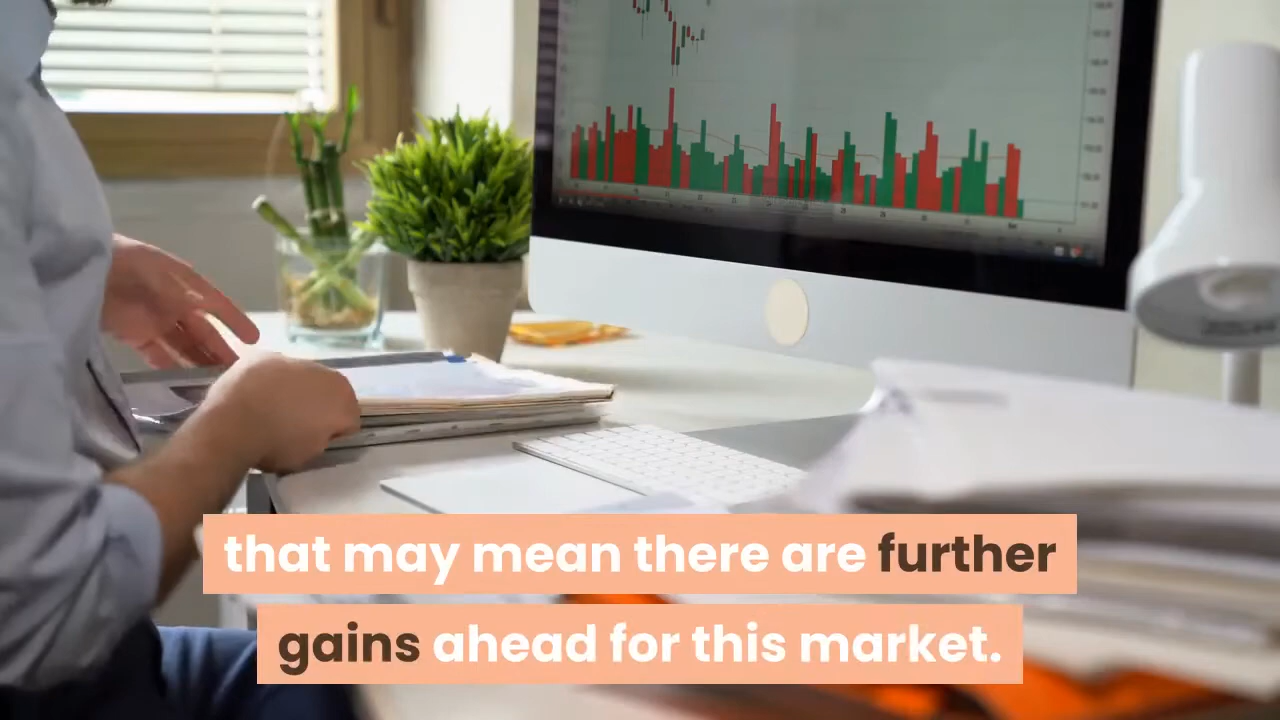 that may mean there are further
gains ahead for this market.